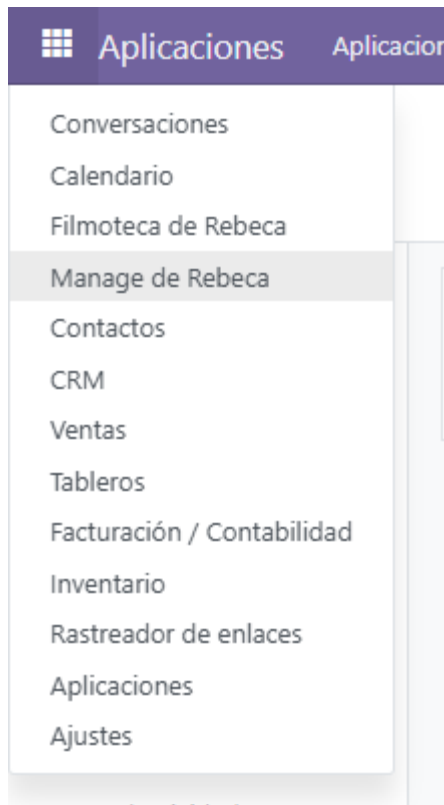 Aplicaciones Aplicacion
Conversaciones
Calendario
Filmoteca de Rebeca
Manage de Rebeca
Contactos
CRM
Ventas
Tableros
Facturación / Contabilidad
Inventario
Rastreador de enlaces
Aplicaciones
Ajustes